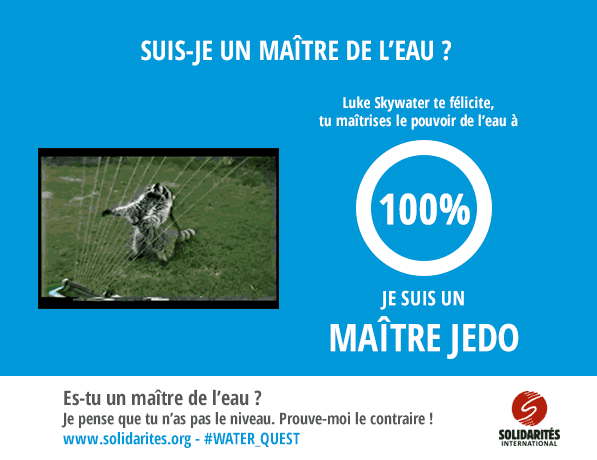 SUIS-JE UN MAÎTRE DE L'EAU ?
Luke Skywater te félicite,
tu maîtrises le pouvoir de l'eau à
100%
JE SUIS UN
MAÎTRE JEDO
Es-tu un maître de l'eau ?
Je pense que tu n'as pas le niveau. Prouve-moi le contraire !
www.solidarites.org - #WATER_QUEST
SOLIDARITÉS
INTERNATIONAL